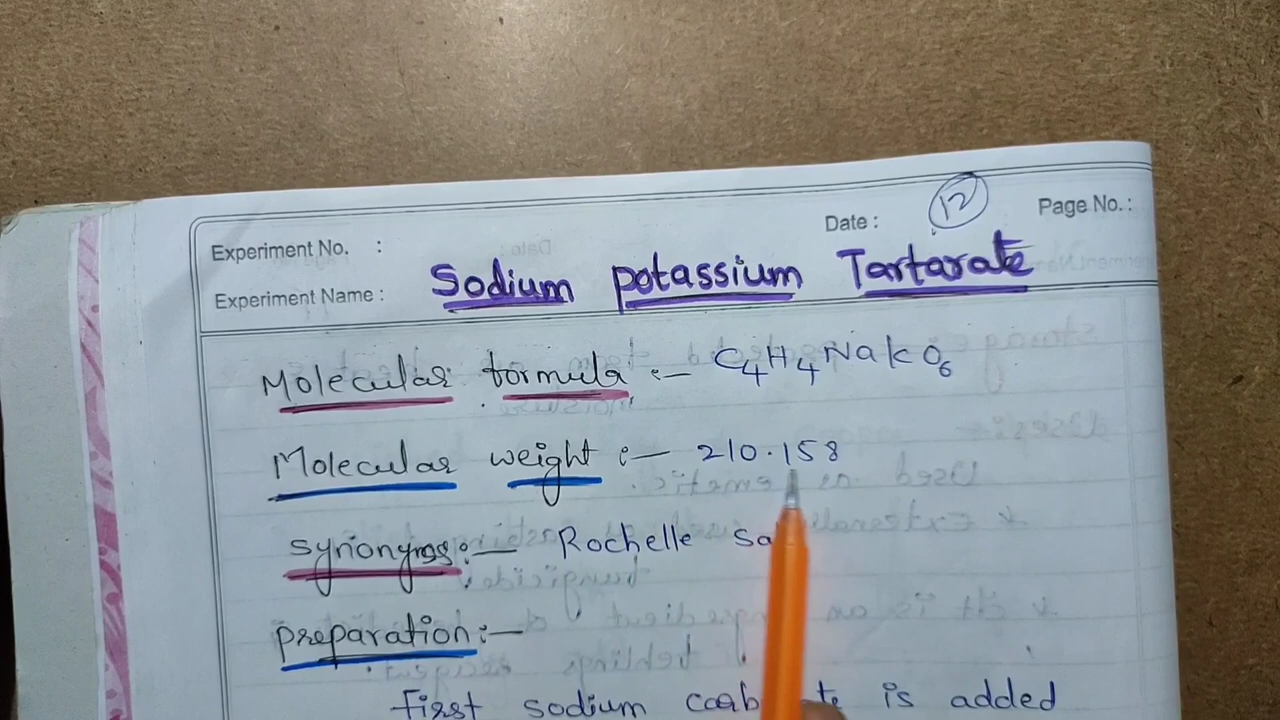 Experiment No. : Date : 12 Page No. :
Experiment Name : Sodium potassium Tartarate
Molecular formula :- C₄H₄NakO₆
Molecular weight :- 210.158
Synonyms :- Rochelle
preparation :-
First sodium is added